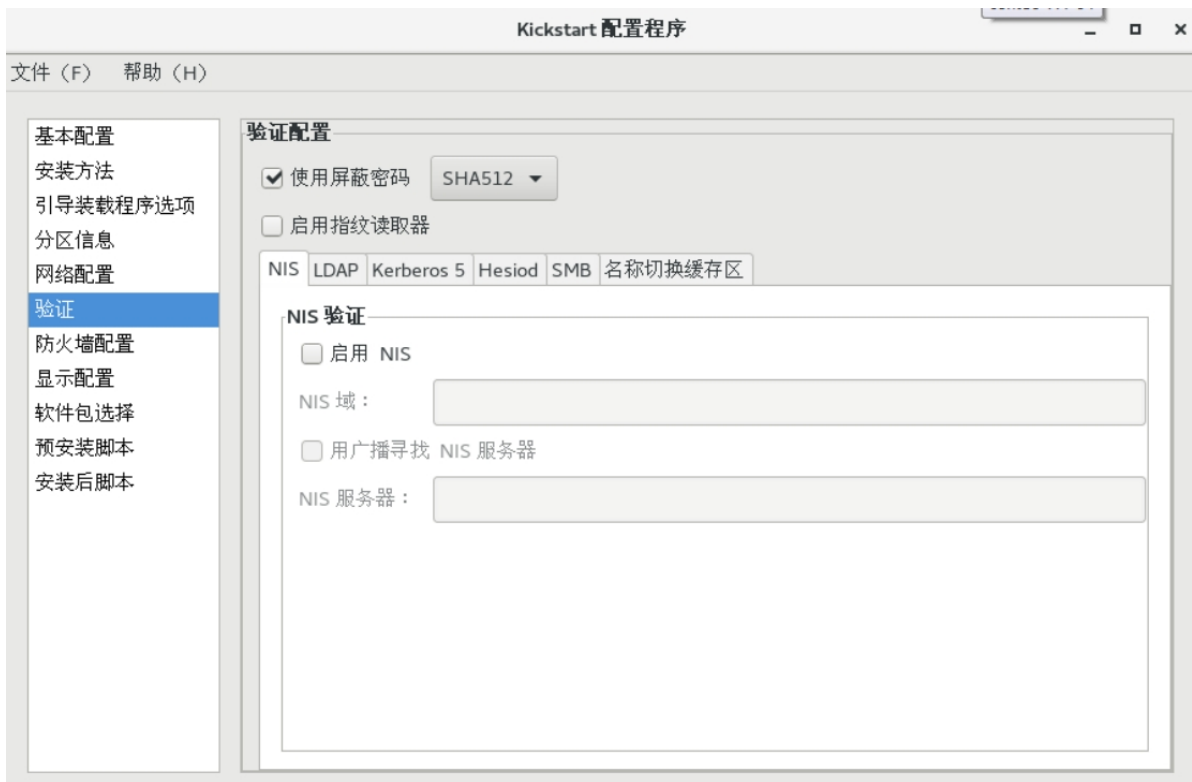 Kickstart 配置程序
文件（F） 帮助（H）
基本配置
安装方法
引导装载程序选项
分区信息
网络配置
验证
防火墙配置
显示配置
软件包选择
预安装脚本
安装后脚本
验证配置
使用屏蔽密码 SHA512
启用指纹读取器
NIS LDAP Kerberos 5 Hesiod SMB 名称切换缓存区
NIS 验证
启用 NIS
NIS 域：
用广播寻找 NIS 服务器
NIS 服务器：